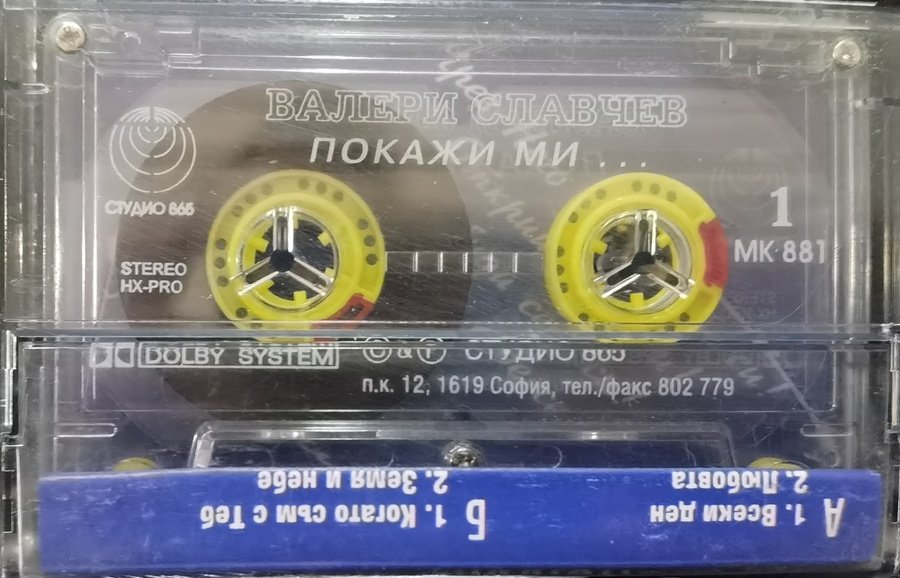 ВАЛЕРИ СЛАВЧЕВ
ПОКАЖИ МИ...
СТУДИО 865
1
МК 881
STEREO
HX-PRO
DOLBY SYSTEM
© & ℗ СТУДИО 865
п.к. 12, 1619 София, тел./факс 802 779
А 1. Всеки ден
2. Любовта
Б 1. Когато съм с Теб
2. Земя и небе